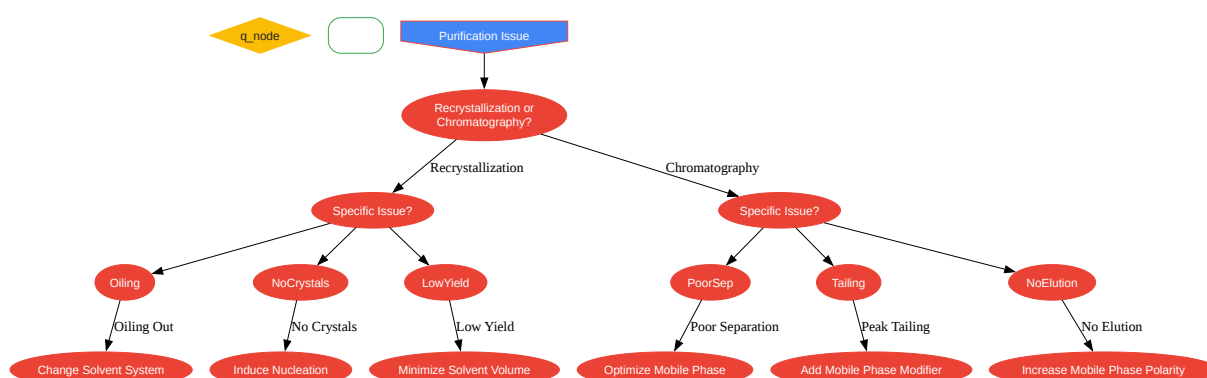 q_node
Purification Issue
Recrystallization or
Chromatography?
Recrystallization
Chromatography
Specific Issue?
Specific Issue?
Oiling
NoCrystals
LowYield
PoorSep
Tailing
NoElution
Oiling Out
No Crystals
Low Yield
Poor Separation
Peak Tailing
No Elution
Change Solvent System
Induce Nucleation
Minimize Solvent Volume
Optimize Mobile Phase
Add Mobile Phase Modifier
Increase Mobile Phase Polarity